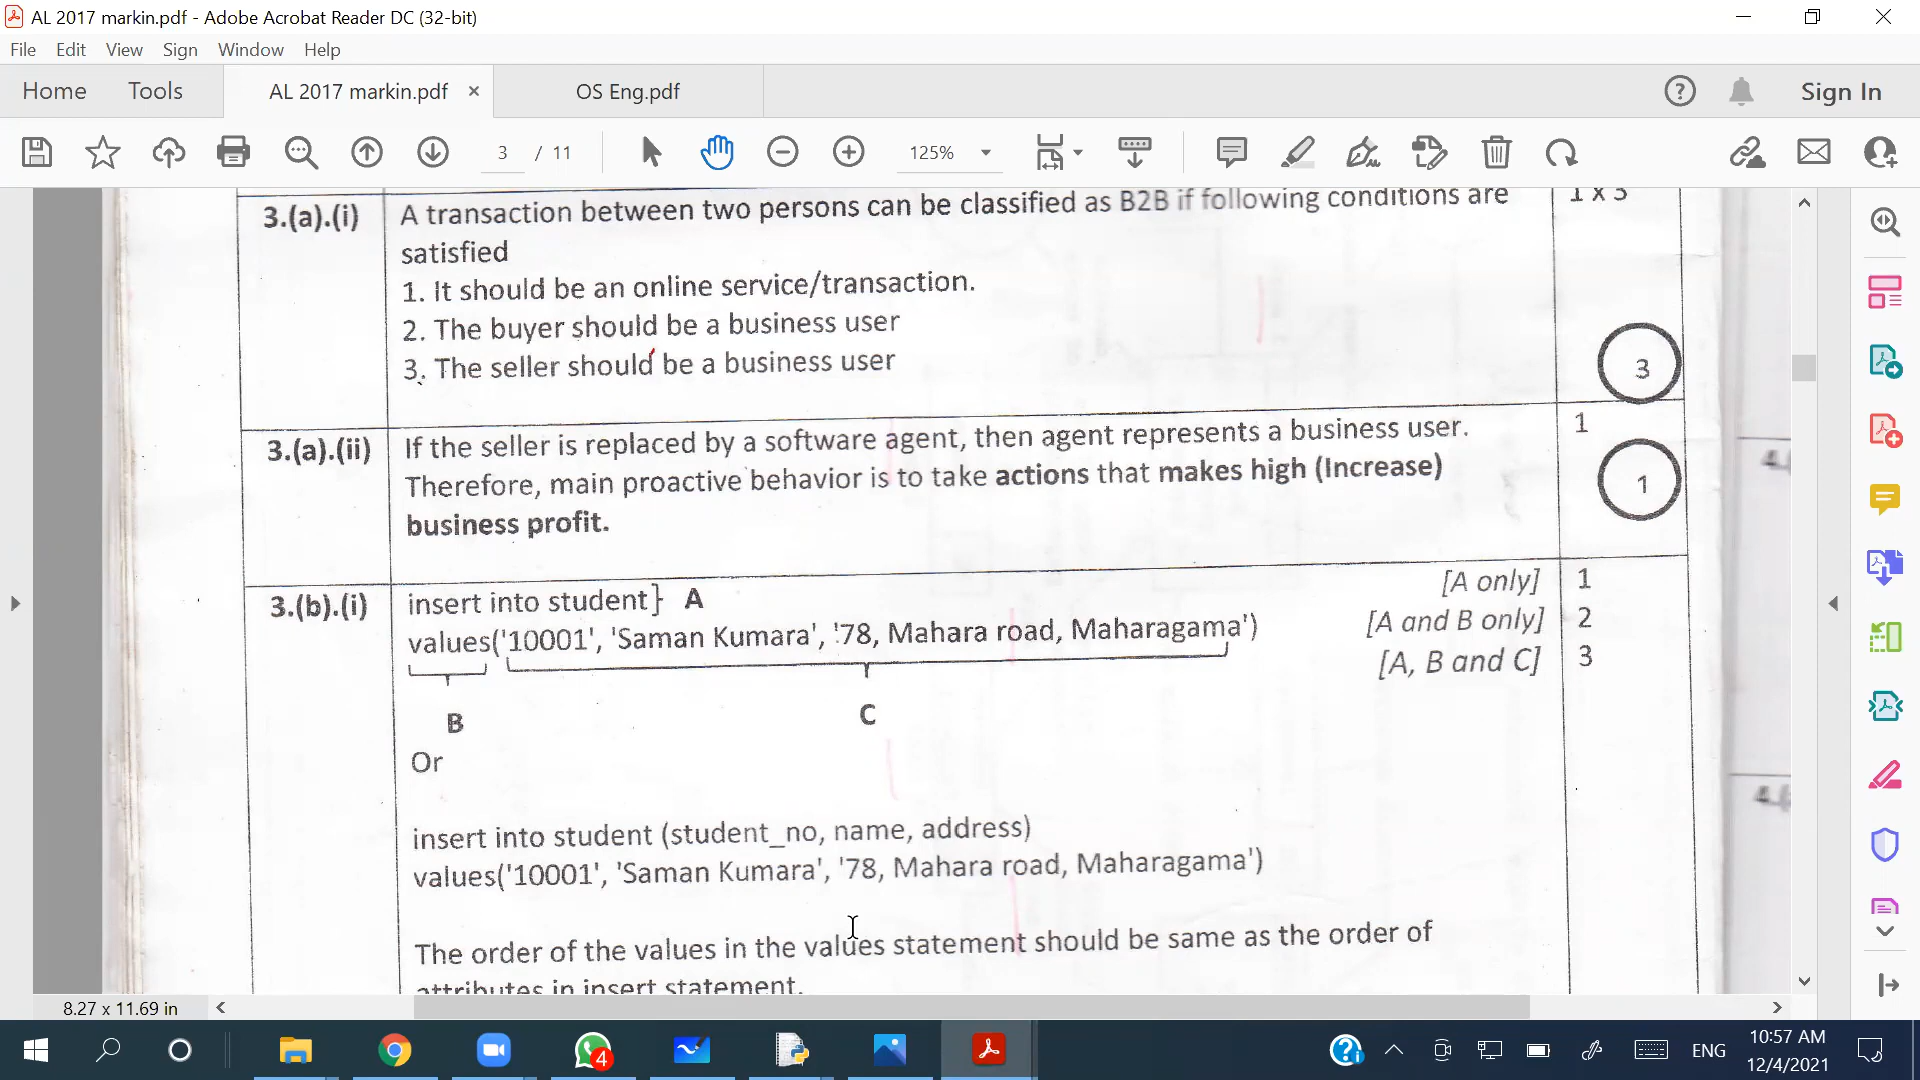 AL 2017 markin.pdf - Adobe Acrobat Reader DC (32-bit)
File Edit View Sign Window Help
Home Tools AL 2017 markin.pdf × OS Eng.pdf Sign In
3 / 11 125%
3.(a).(i) A transaction between two persons can be classified as B2B if following conditions are 1 x 3
satisfied
1. It should be an online service/transaction.
2. The buyer should be a business user
3. The seller should be a business user
3
3.(a).(ii) If the seller is replaced by a software agent, then agent represents a business user. 1
Therefore, main proactive behavior is to take actions that makes high (Increase)
business profit.
1
3.(b).(i) insert into student} A [A only] 1
values('10001', 'Saman Kumara', '78, Mahara road, Maharagama') [A and B only] 2
[A, B and C] 3
B C
Or
insert into student (student_no, name, address)
values('10001', 'Saman Kumara', '78, Mahara road, Maharagama')
The order of the values in the values statement should be same as the order of
attributes in insert statement.
8.27 x 11.69 in
4
ENG
10:57 AM
12/4/2021